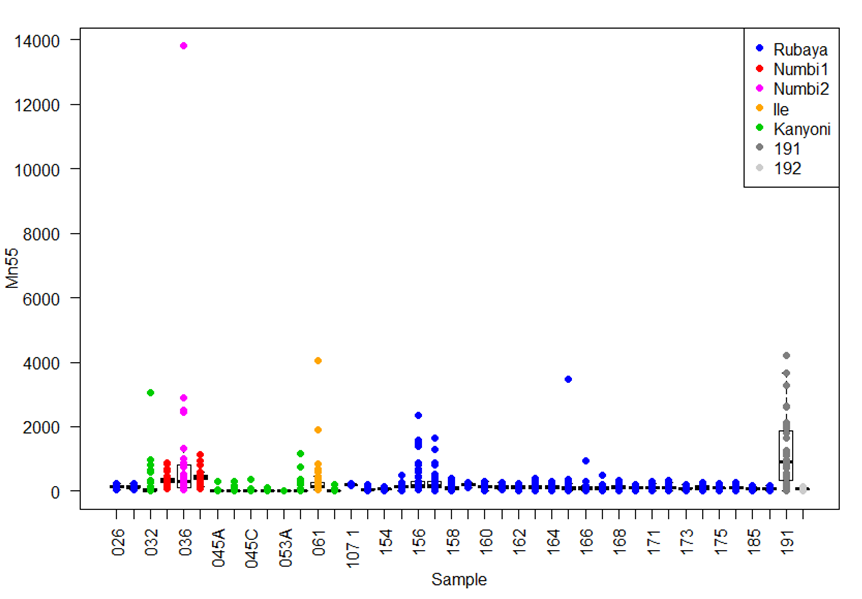 14000
12000
10000
8000
6000
4000
2000
0
Mn55
Rubaya
Numbi1
Numbi2
Ile
Kanyoni
191
192
026
032
036
045A
045C
053A
061
107 1
154
156
158
160
162
164
166
168
171
173
175
185
191
Sample